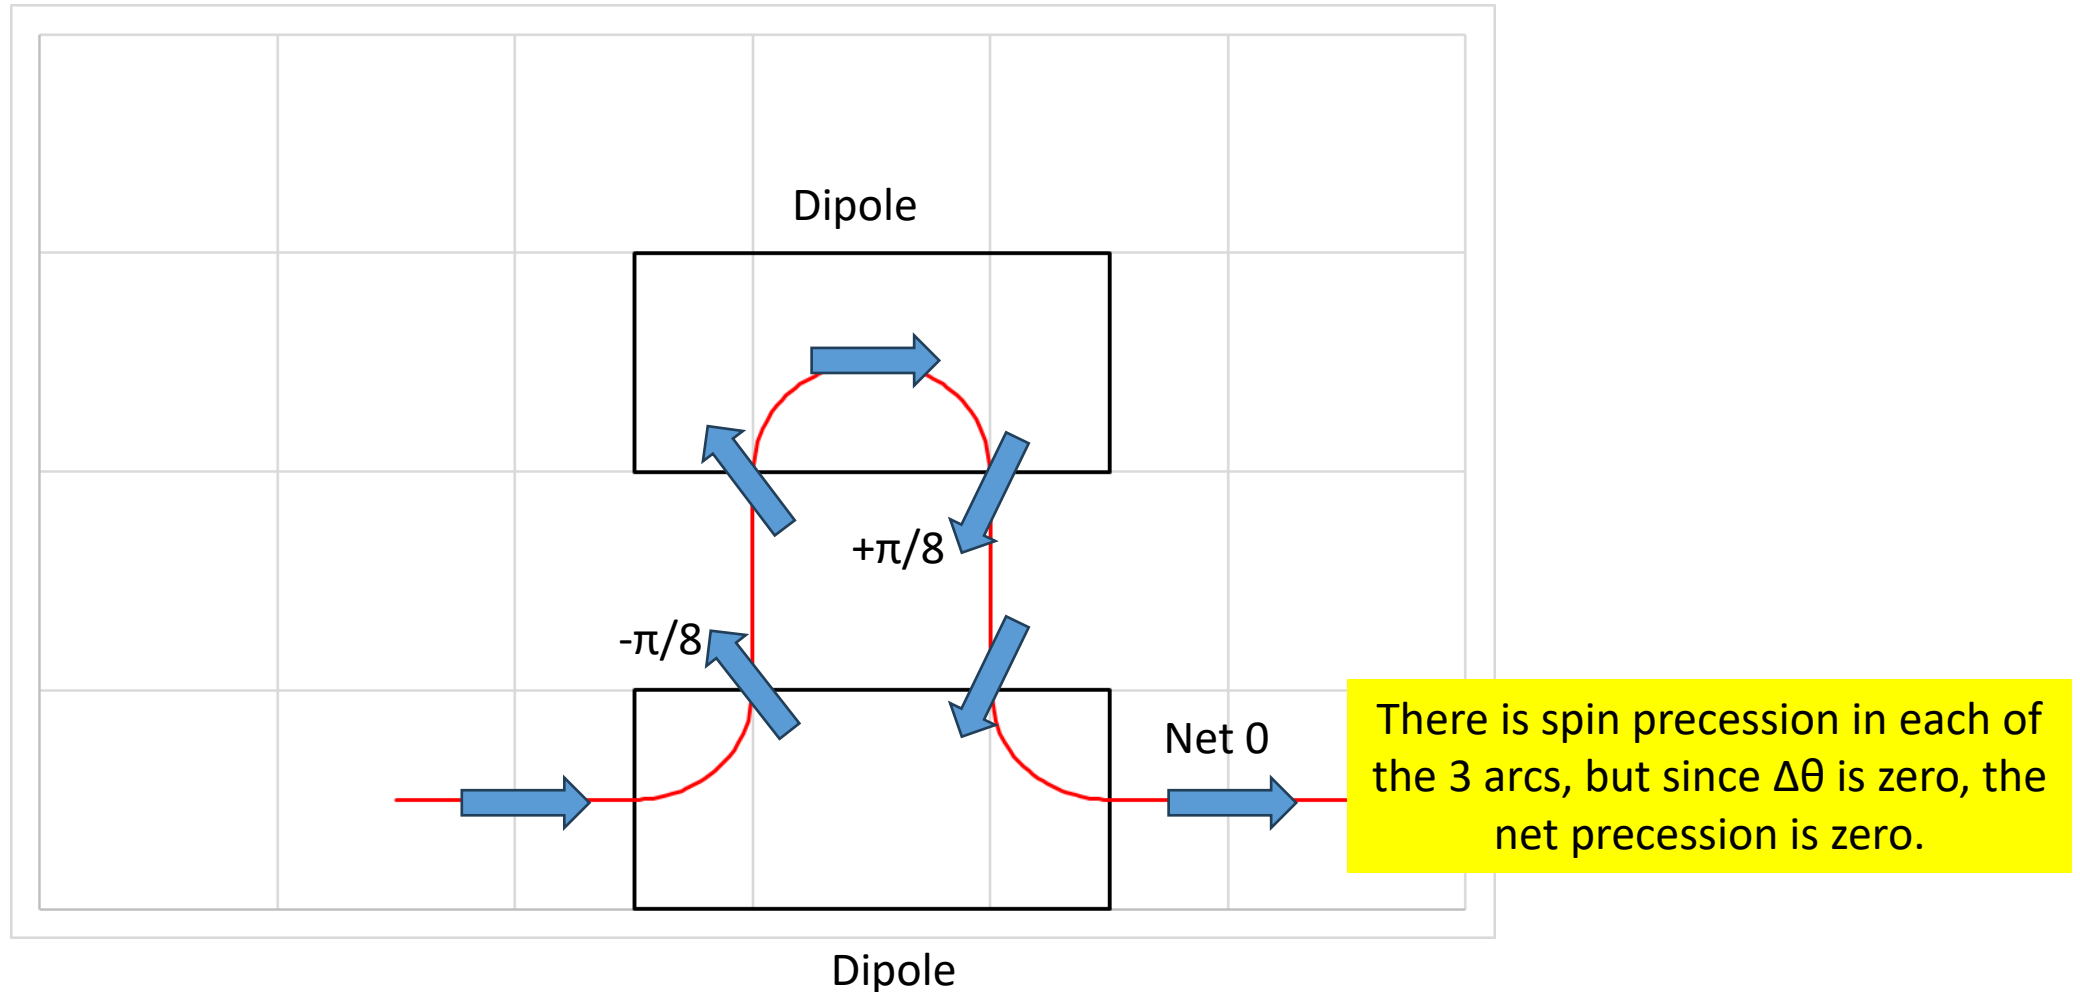 Dipole
+π/8
-π/8
Net 0
There is spin precession in each of
the 3 arcs, but since Δθ is zero, the
net precession is zero.
Dipole